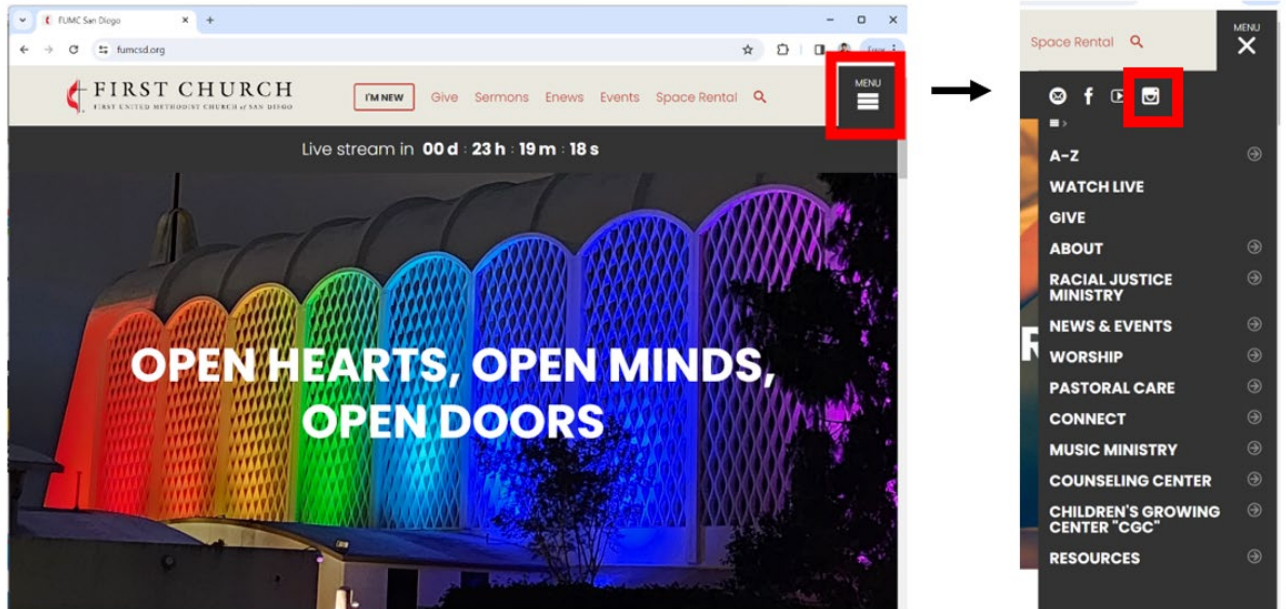 FUMC San Diego
fumcsd.org
FIRST CHURCH
FIRST UNITED METHODIST CHURCH of SAN DIEGO
I'M NEW
Give
Sermons
Enews
Events
Space Rental
MENU
Live stream in 00 d : 23 h : 19 m : 18 s
OPEN HEARTS, OPEN MINDS,
OPEN DOORS
Space Rental
MENU
A-Z
WATCH LIVE
GIVE
ABOUT
RACIAL JUSTICE
MINISTRY
NEWS & EVENTS
WORSHIP
PASTORAL CARE
CONNECT
MUSIC MINISTRY
COUNSELING CENTER
CHILDREN'S GROWING
CENTER "CGC"
RESOURCES